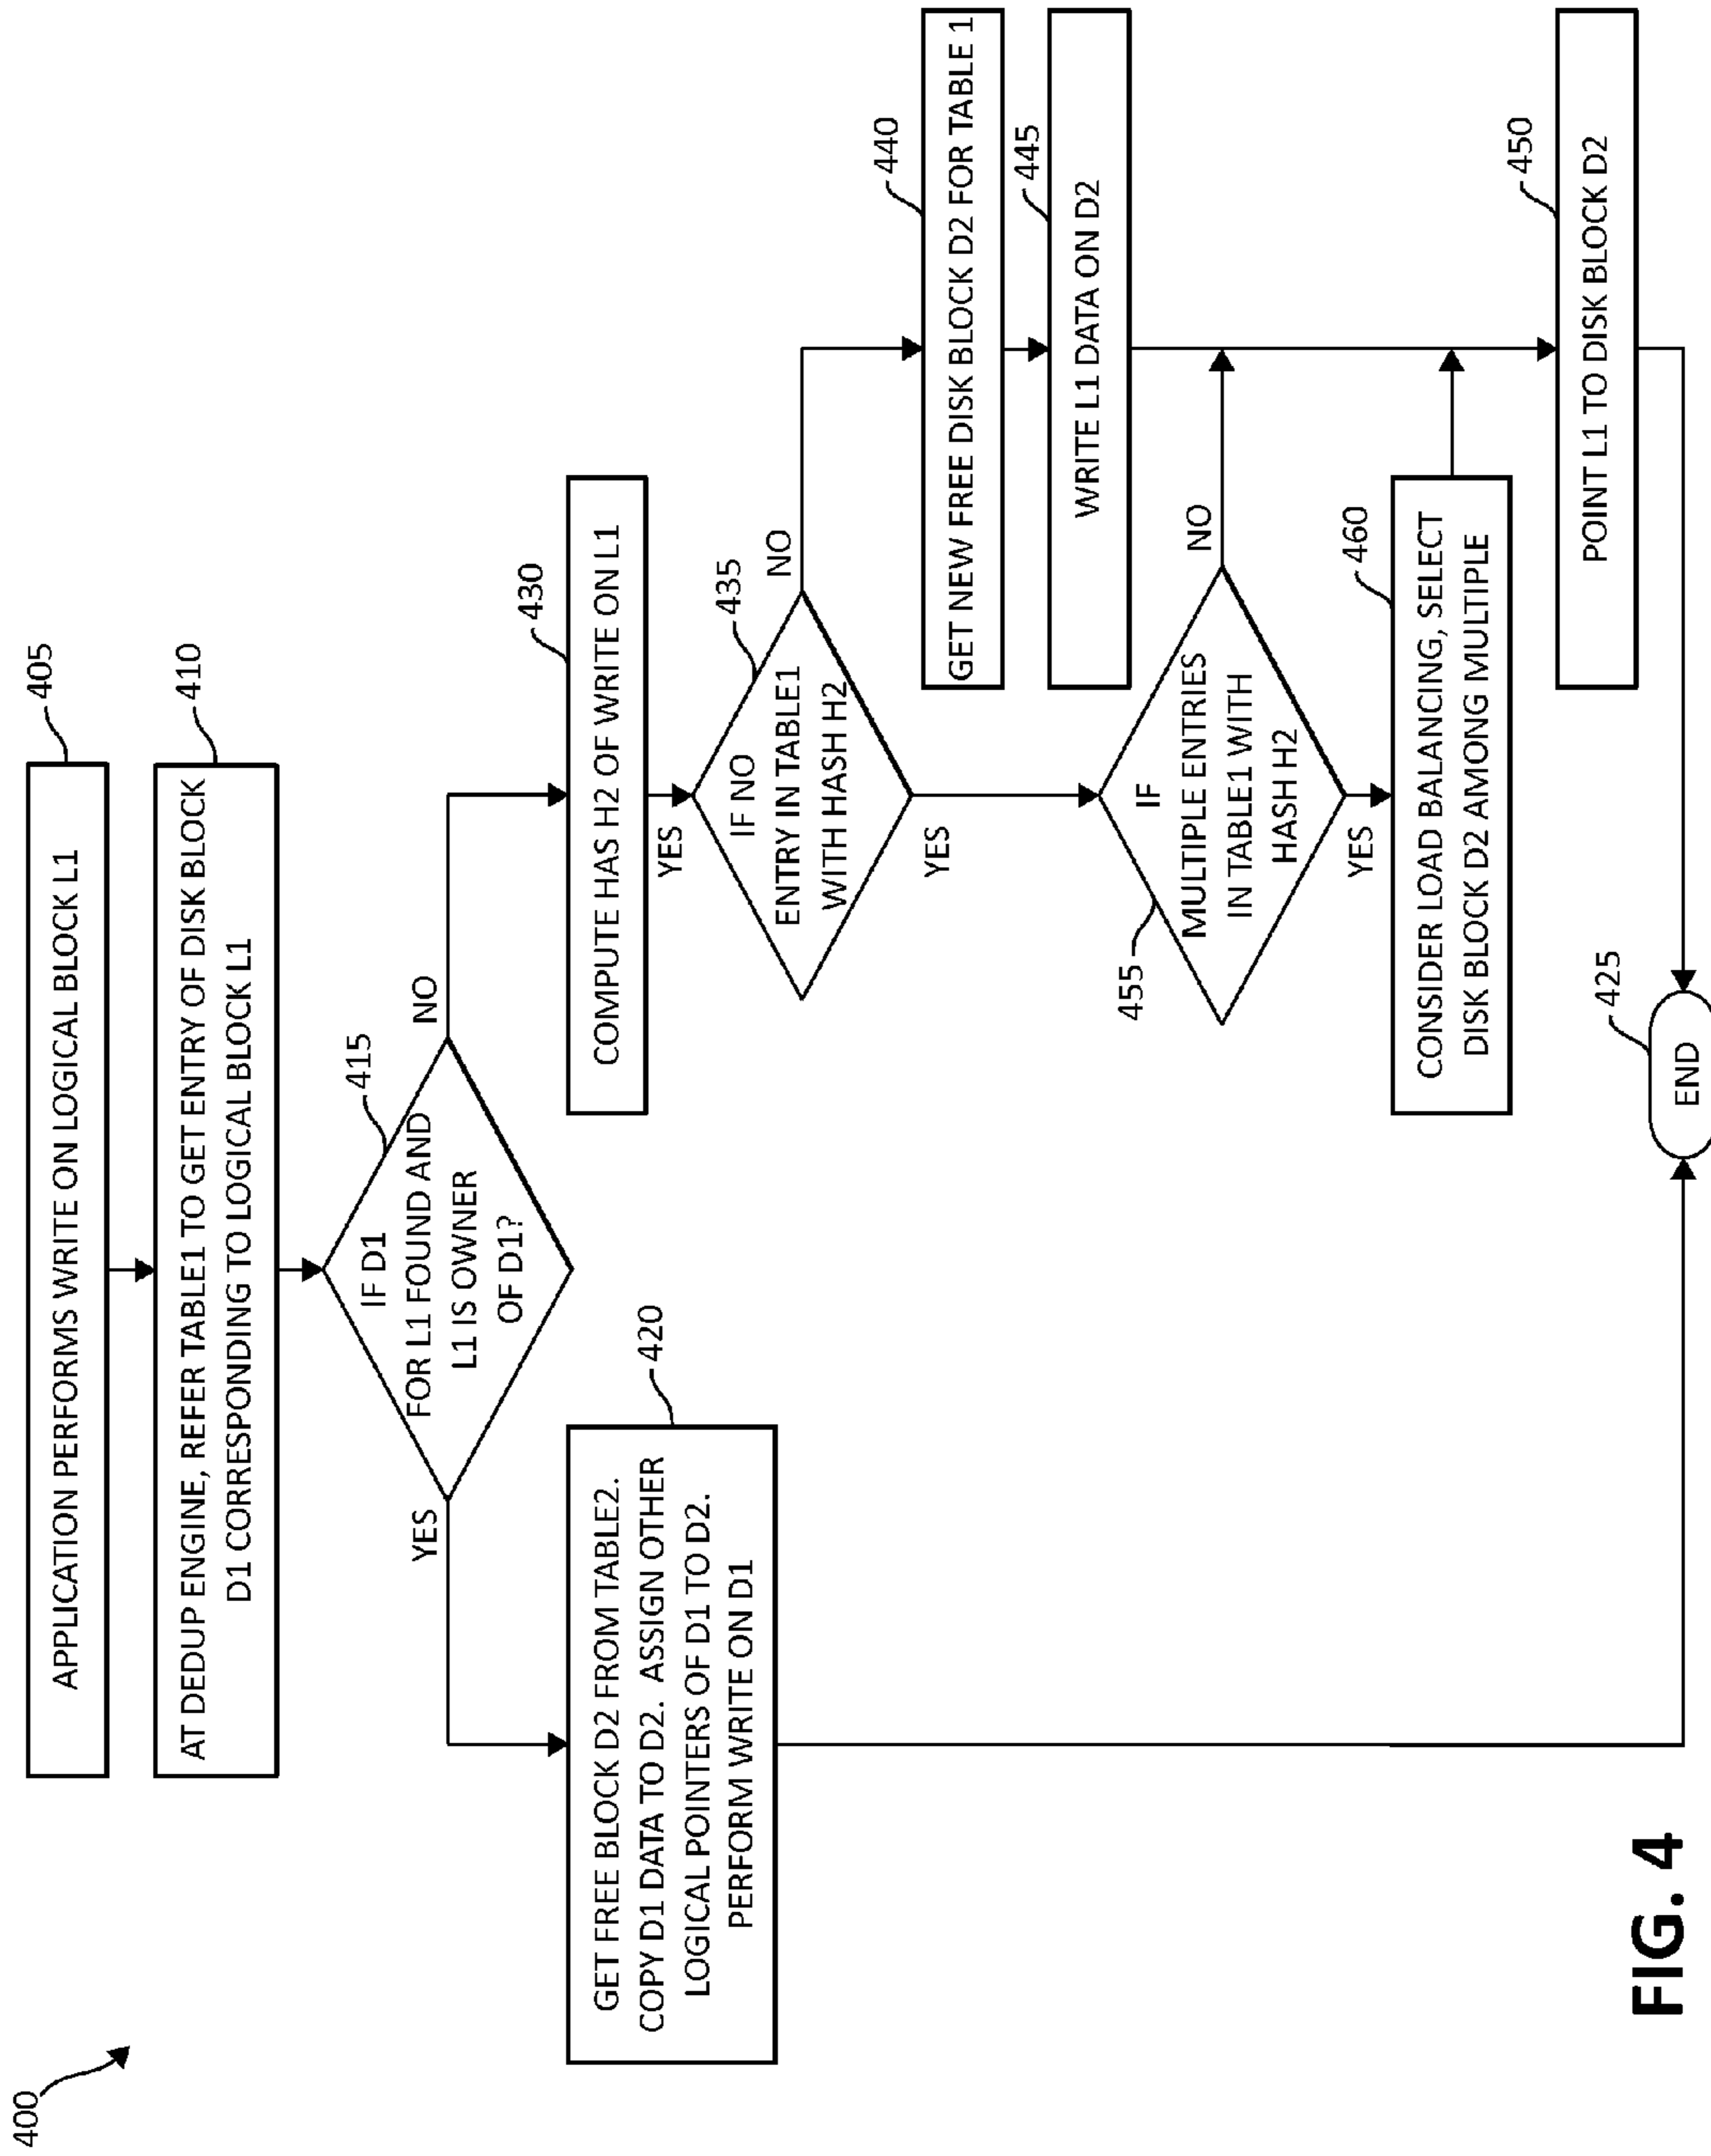 400
APPLICATION PERFORMS WRITE ON LOGICAL BLOCK L1
405
AT DEDUP ENGINE, REFER TABLE1 TO GET ENTRY OF DISK BLOCK
D1 CORRESPONDING TO LOGICAL BLOCK L1
410
IF D1
FOR L1 FOUND AND
L1 IS OWNER
OF D1?
415
YES
NO
GET FREE BLOCK D2 FROM TABLE2.
COPY D1 DATA TO D2. ASSIGN OTHER
LOGICAL POINTERS OF D1 TO D2.
PERFORM WRITE ON D1
420
COMPUTE HAS H2 OF WRITE ON L1
430
YES
IF NO
ENTRY IN TABLE1
WITH HASH H2
435
NO
YES
GET NEW FREE DISK BLOCK D2 FOR TABLE 1
440
WRITE L1 DATA ON D2
445
455
IF
MULTIPLE ENTRIES
IN TABLE1 WITH
HASH H2
NO
YES
CONSIDER LOAD BALANCING, SELECT
DISK BLOCK D2 AMONG MULTIPLE
460
POINT L1 TO DISK BLOCK D2
450
END
425
FIG. 4